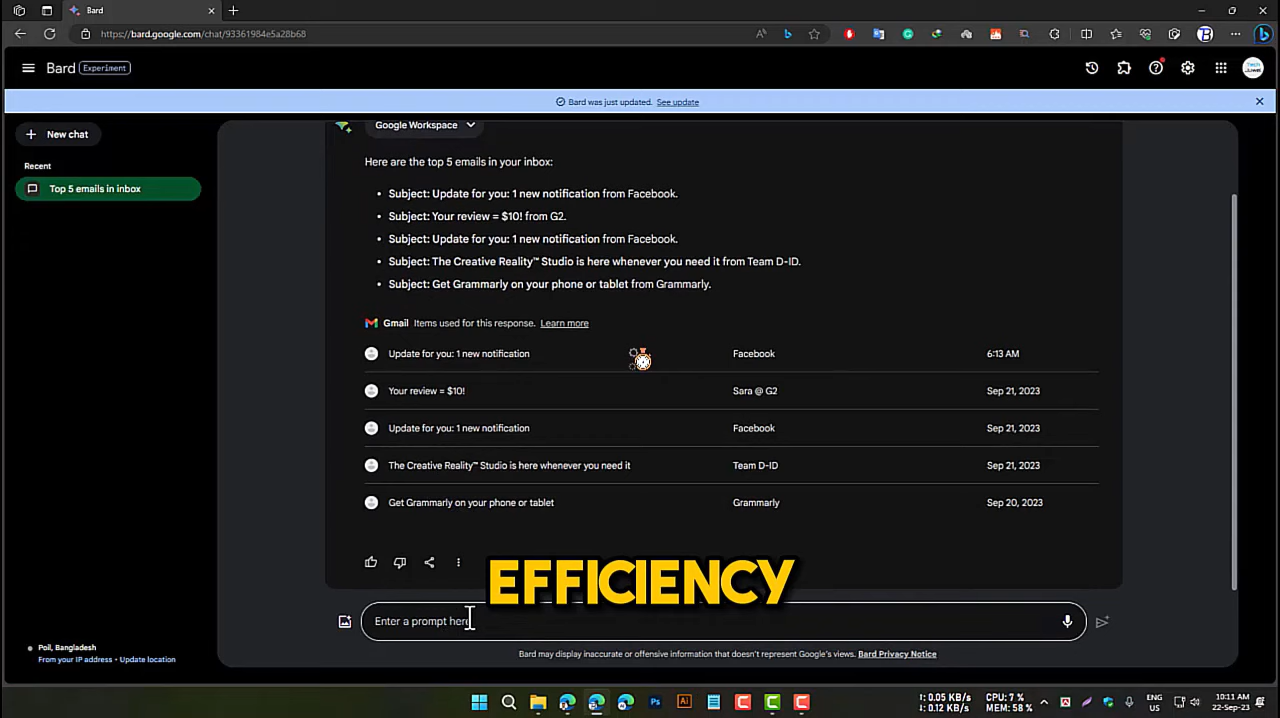 Bard
https://bard.google.com/chat/93361984e5a28b68
Bard Experiment
Bard was just updated. See update
New chat
Recent
Top 5 emails in inbox
Google Workspace
Here are the top 5 emails in your inbox:
• Subject: Update for you: 1 new notification from Facebook.
• Subject: Your review = $10! from G2.
• Subject: Update for you: 1 new notification from Facebook.
• Subject: The Creative Reality™ Studio is here whenever you need it from Team D-ID.
• Subject: Get Grammarly on your phone or tablet from Grammarly.
Gmail Items used for this response. Learn more
Update for you: 1 new notification Facebook 6:13 AM
Your review = $10! Sara @ G2 Sep 21, 2023
Update for you: 1 new notification Facebook Sep 21, 2023
The Creative Reality™ Studio is here whenever you need it Team D-ID Sep 21, 2023
Get Grammarly on your phone or tablet Grammarly Sep 20, 2023
EFFICIENCY
Enter a prompt here
Poil, Bangladesh
From your IP address • Update location
Bard may display inaccurate or offensive information that doesn't represent Google's views. Bard Privacy Notice
: 0.05 KB/s CPU: 7 % ENG 10:11 AM
: 0.12 KB/s MEM: 58 % US 22-Sep-23